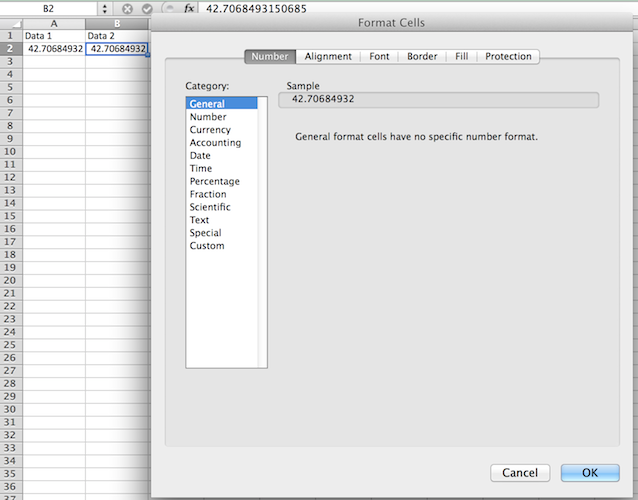 B2 fx 42.7068493150685
Format Cells
A B
1 Data 1 Data 2
2 42.70684932 42.70684932
3
4
5
6
7
8
9
10
11
12
13
14
15
16
17
18
19
20
21
22
23
24
25
26
27
28
29
30
31
32
33
34
35
36
37
Number Alignment Font Border Fill Protection
Category:
General
Number
Currency
Accounting
Date
Time
Percentage
Fraction
Scientific
Text
Special
Custom
Sample
42.70684932
General format cells have no specific number format.
Cancel OK